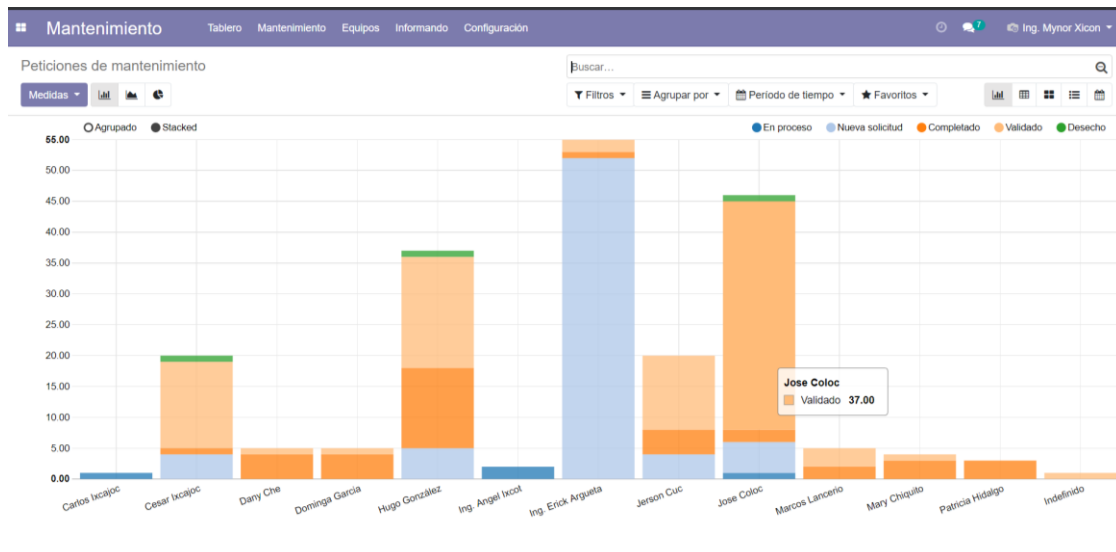 Mantenimiento Tablero Mantenimiento Equipos Informando Configuración 7 Ing. Mynor Xicon
Peticiones de mantenimiento Buscar...
Medidas Filtros Agrupar por Período de tiempo Favoritos
Agrupado Stacked En proceso Nueva solicitud Completado Validado Desecho
55.00
50.00
45.00
40.00
35.00
30.00
25.00
20.00
15.00
10.00
5.00
0.00
Jose Coloc
Validado 37.00
Carlos Ixcajoc Cesar Ixcajoc Dany Che Dominga García Hugo González Ing. Angel Ixcot Ing. Erick Argueta Jerson Cuc Jose Coloc Marcos Lancerio Mary Chiquito Patricia Hidalgo Indefinido